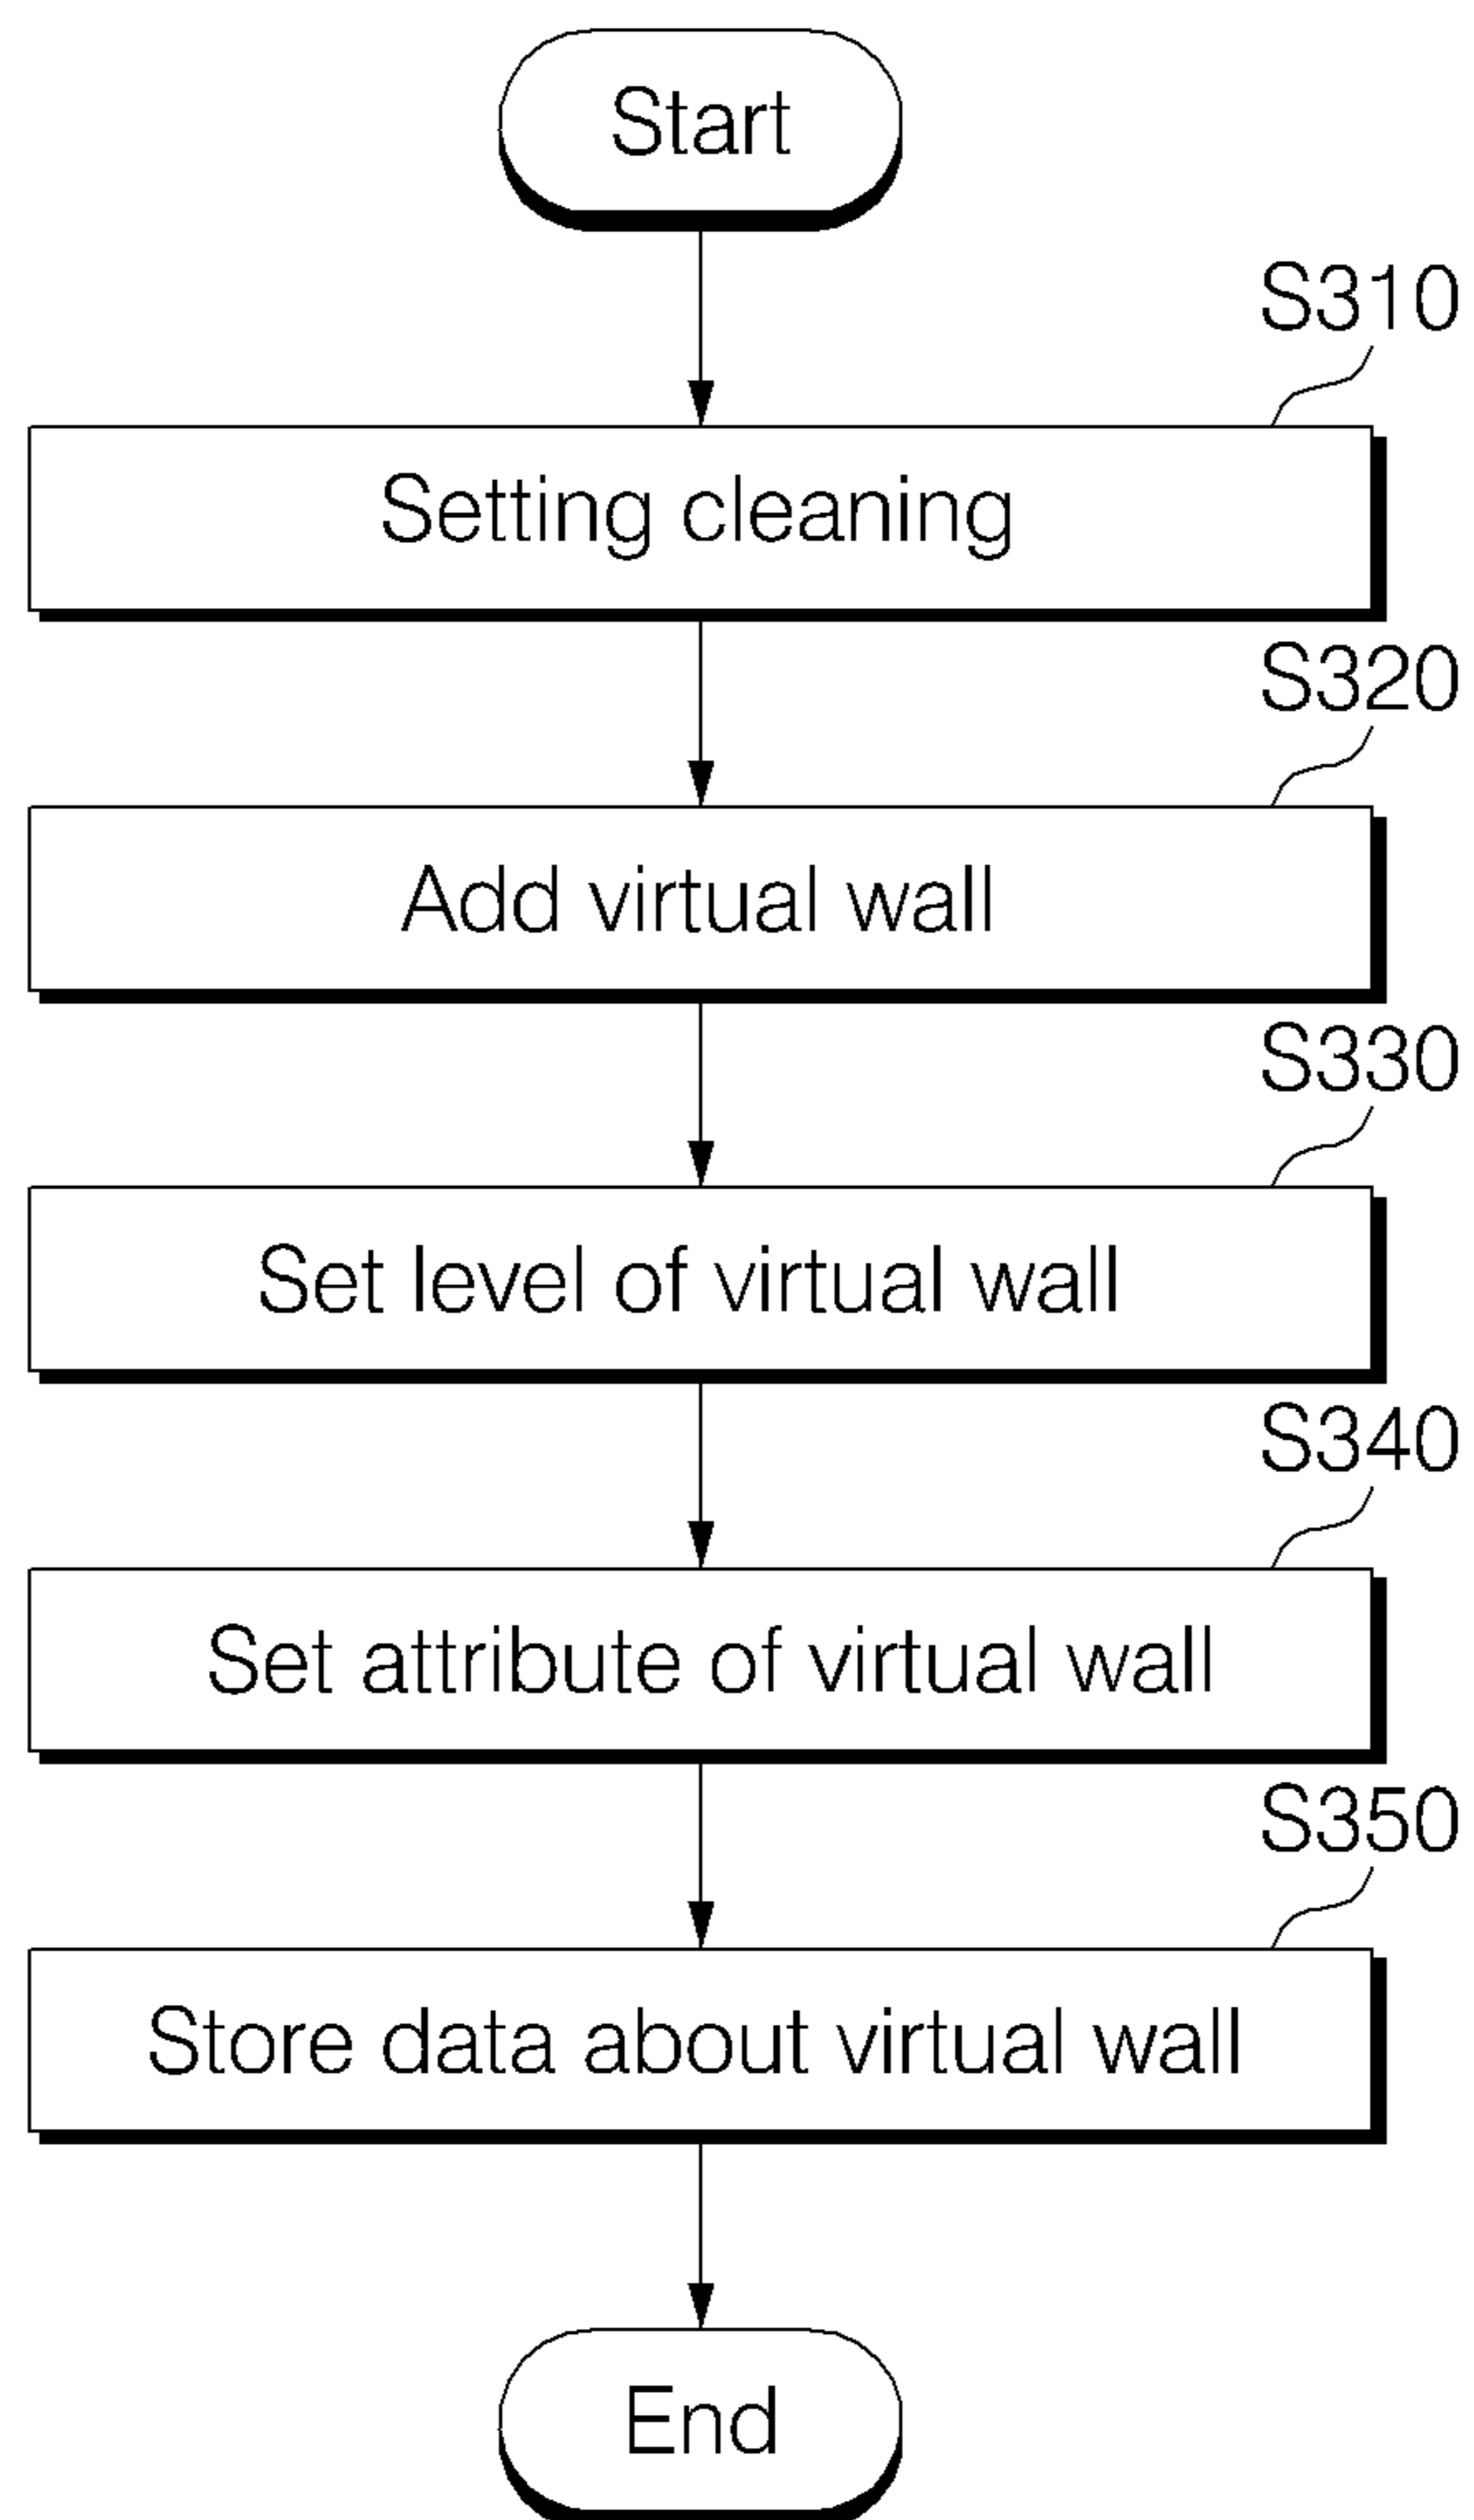 Start
S310
Setting cleaning
S320
Add virtual wall
S330
Set level of virtual wall
S340
Set attribute of virtual wall
S350
Store data about virtual wall
End